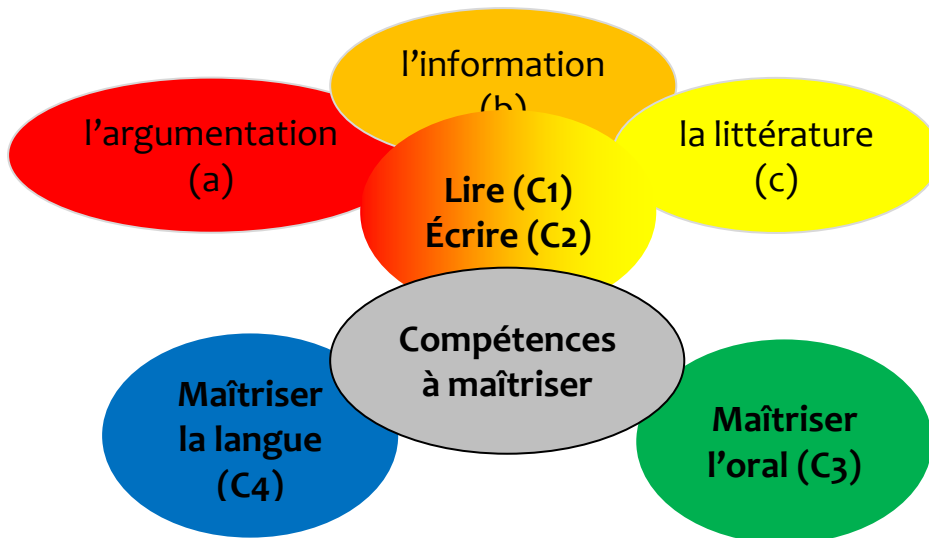 l'information
(b)
l'argumentation
(a)
la littérature
(c)
Lire (C1)
Écrire (C2)
Compétences
à maîtriser
Maîtriser
la langue
(C4)
Maîtriser
l'oral (C3)